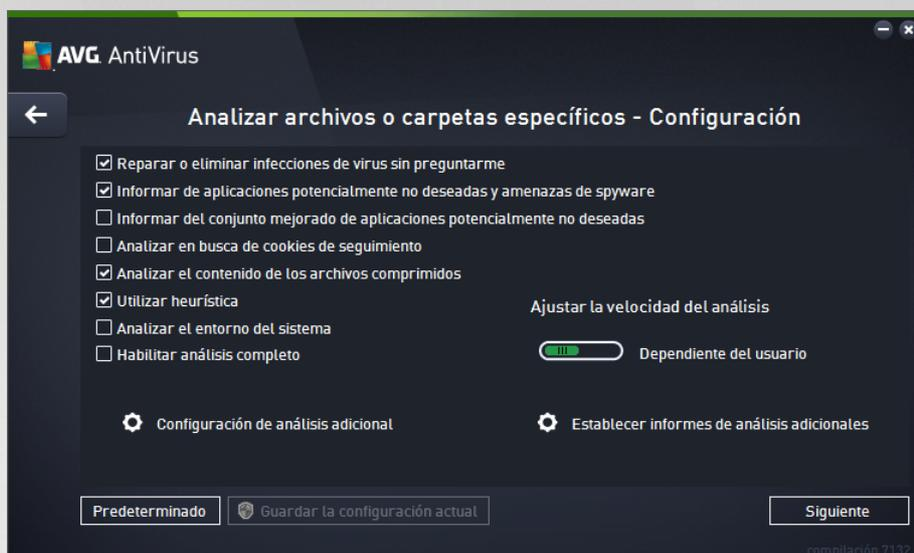 AVG. AntiVirus
Analizar archivos o carpetas específicos - Configuración
Reparar o eliminar infecciones de virus sin preguntarme
Informar de aplicaciones potencialmente no deseadas y amenazas de spyware
Informar del conjunto mejorado de aplicaciones potencialmente no deseadas
Analizar en busca de cookies de seguimiento
Analizar el contenido de los archivos comprimidos
Utilizar heurística
Analizar el entorno del sistema
Habilitar análisis completo
Ajustar la velocidad del análisis
Dependiente del usuario
Configuración de análisis adicional
Establecer informes de análisis adicionales
Predeterminado
Guardar la configuración actual
Siguiente
compilación 7132